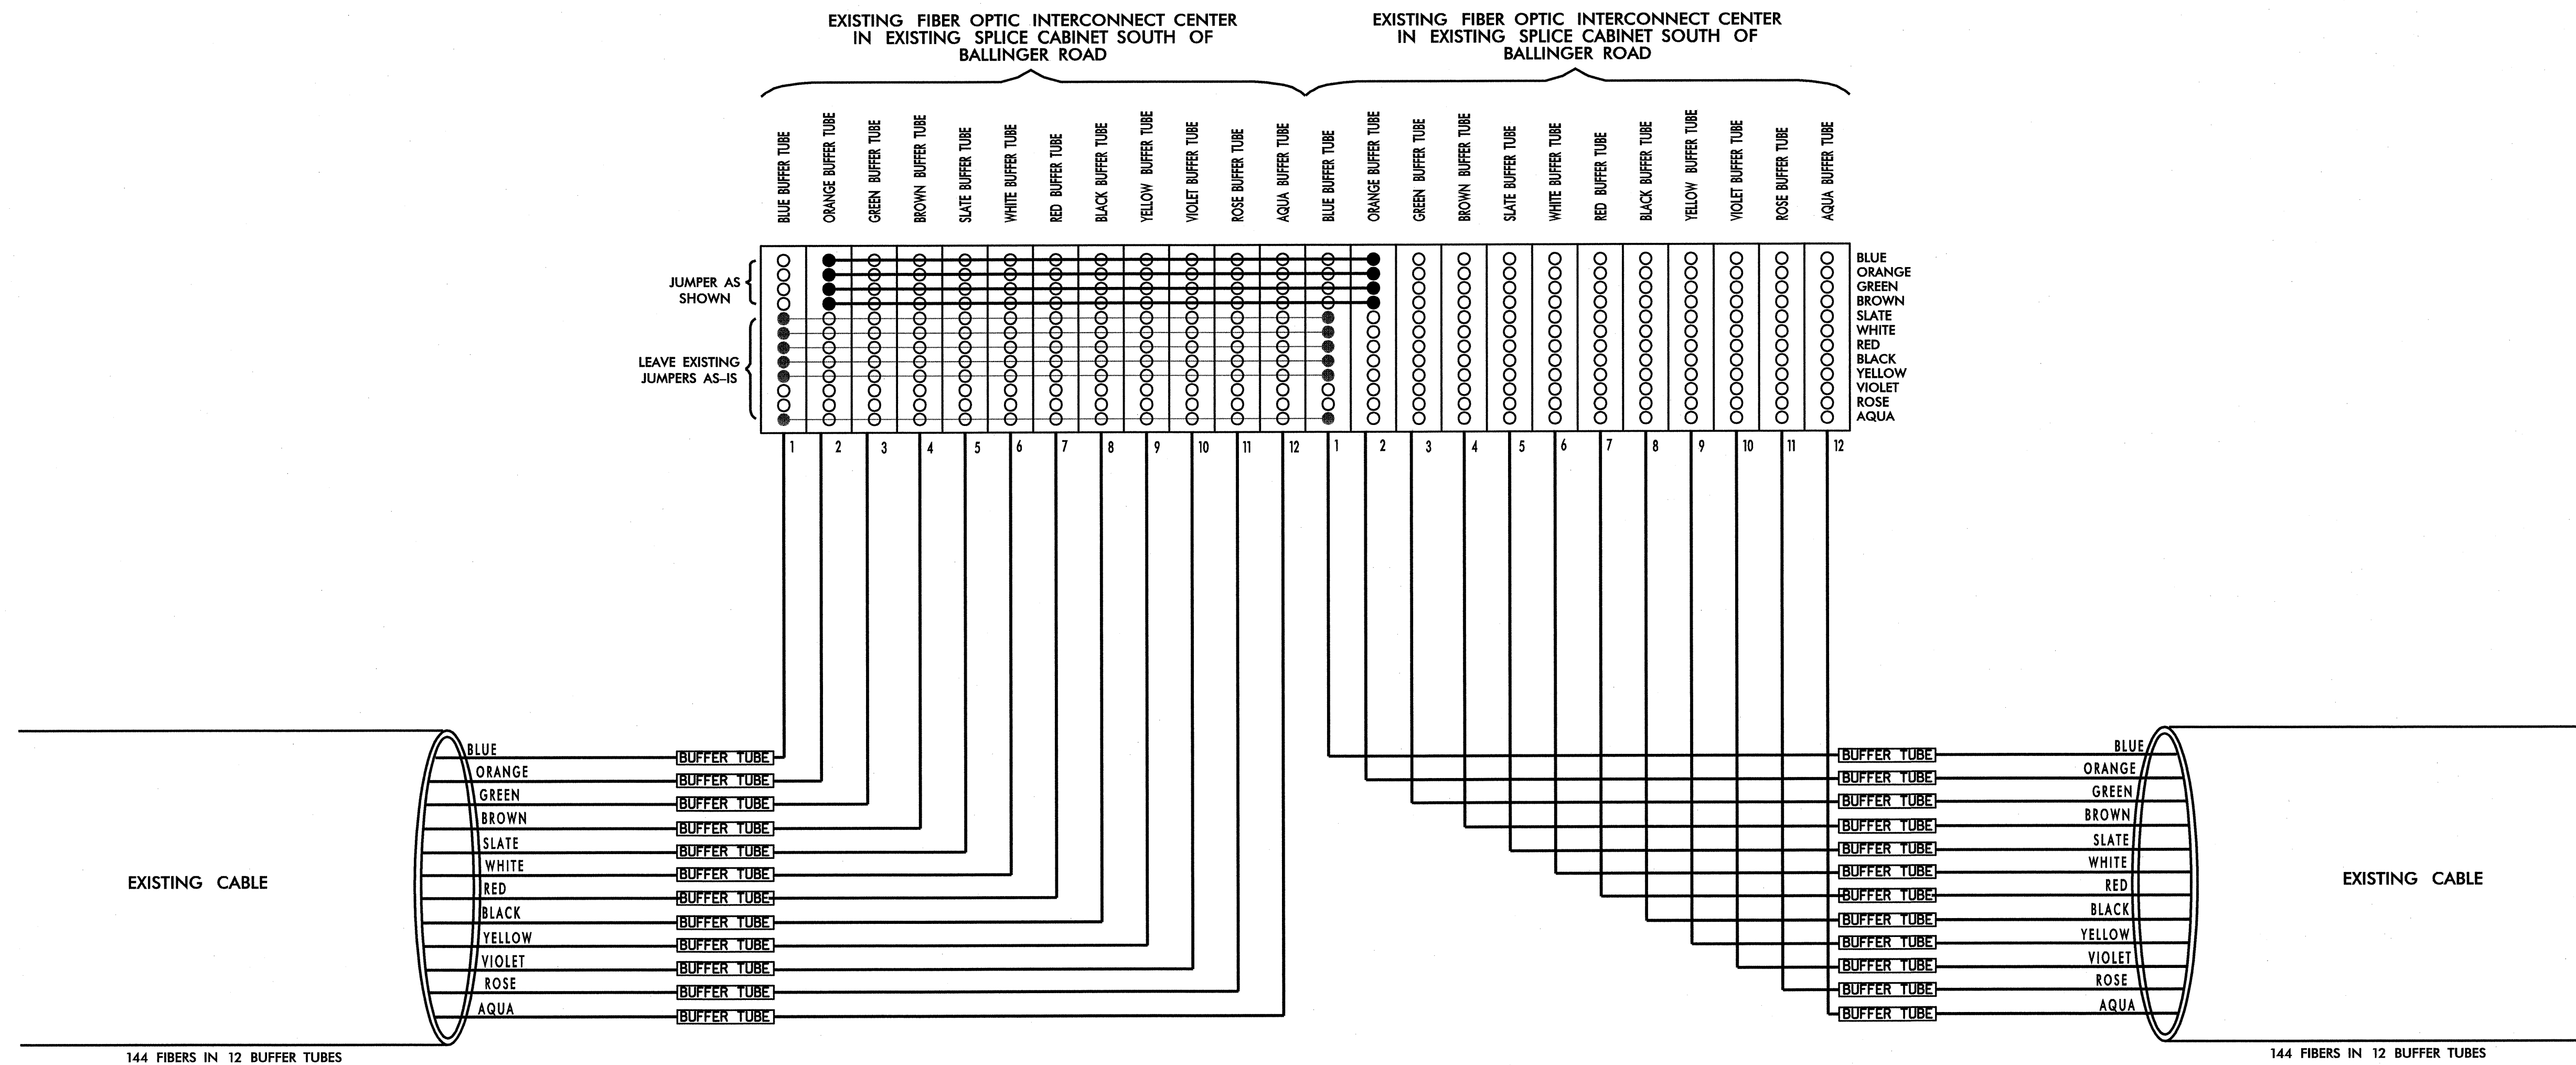 EXISTING FIBER OPTIC INTERCONNECT CENTER
IN EXISTING SPLICE CABINET SOUTH OF
BALLINGER ROAD
EXISTING FIBER OPTIC INTERCONNECT CENTER
IN EXISTING SPLICE CABINET SOUTH OF
BALLINGER ROAD
BLUE BUFFER TUBE
ORANGE BUFFER TUBE
GREEN BUFFER TUBE
BROWN BUFFER TUBE
SLATE BUFFER TUBE
WHITE BUFFER TUBE
RED BUFFER TUBE
BLACK BUFFER TUBE
YELLOW BUFFER TUBE
VIOLET BUFFER TUBE
ROSE BUFFER TUBE
AQUA BUFFER TUBE
BLUE BUFFER TUBE
ORANGE BUFFER TUBE
GREEN BUFFER TUBE
BROWN BUFFER TUBE
SLATE BUFFER TUBE
WHITE BUFFER TUBE
RED BUFFER TUBE
BLACK BUFFER TUBE
YELLOW BUFFER TUBE
VIOLET BUFFER TUBE
ROSE BUFFER TUBE
AQUA BUFFER TUBE
JUMPER AS
SHOWN
LEAVE EXISTING
JUMPERS AS-IS
BLUE
ORANGE
GREEN
BROWN
SLATE
WHITE
RED
BLACK
YELLOW
VIOLET
ROSE
AQUA
1 2 3 4 5 6 7 8 9 10 11 12 1 2 3 4 5 6 7 8 9 10 11 12
BLUE
ORANGE
GREEN
BROWN
SLATE
WHITE
RED
BLACK
YELLOW
VIOLET
ROSE
AQUA
BUFFER TUBE
BUFFER TUBE
BUFFER TUBE
BUFFER TUBE
BUFFER TUBE
BUFFER TUBE
BUFFER TUBE
BUFFER TUBE
BUFFER TUBE
BUFFER TUBE
BUFFER TUBE
BUFFER TUBE
EXISTING CABLE
144 FIBERS IN 12 BUFFER TUBES
BUFFER TUBE
BUFFER TUBE
BUFFER TUBE
BUFFER TUBE
BUFFER TUBE
BUFFER TUBE
BUFFER TUBE
BUFFER TUBE
BUFFER TUBE
BUFFER TUBE
BUFFER TUBE
BUFFER TUBE
BLUE
ORANGE
GREEN
BROWN
SLATE
WHITE
RED
BLACK
YELLOW
VIOLET
ROSE
AQUA
EXISTING CABLE
144 FIBERS IN 12 BUFFER TUBES